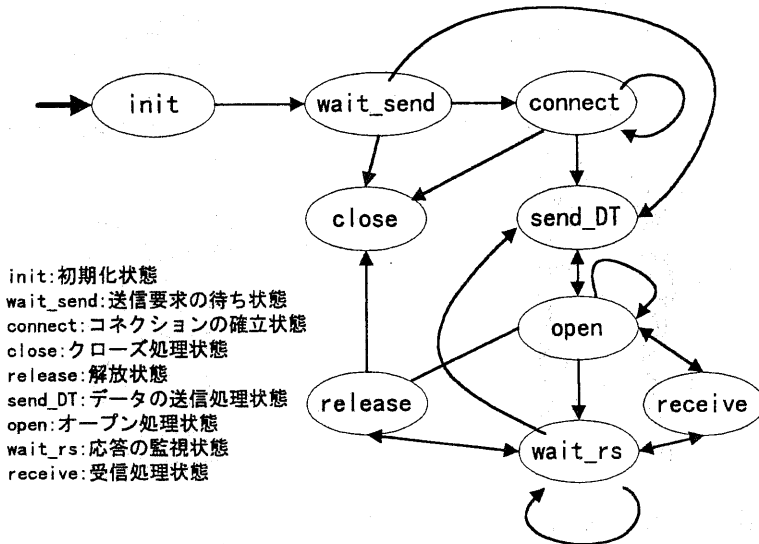 init
wait_send
connect
close
send_DT
open
release
receive
wait_rs
init:初期化状態
wait_send:送信要求の待ち状態
connect:コネクションの確立状態
close:クローズ処理状態
release:解放状態
send_DT:データの送信処理状態
open:オープン処理状態
wait_rs:応答の監視状態
receive:受信処理状態